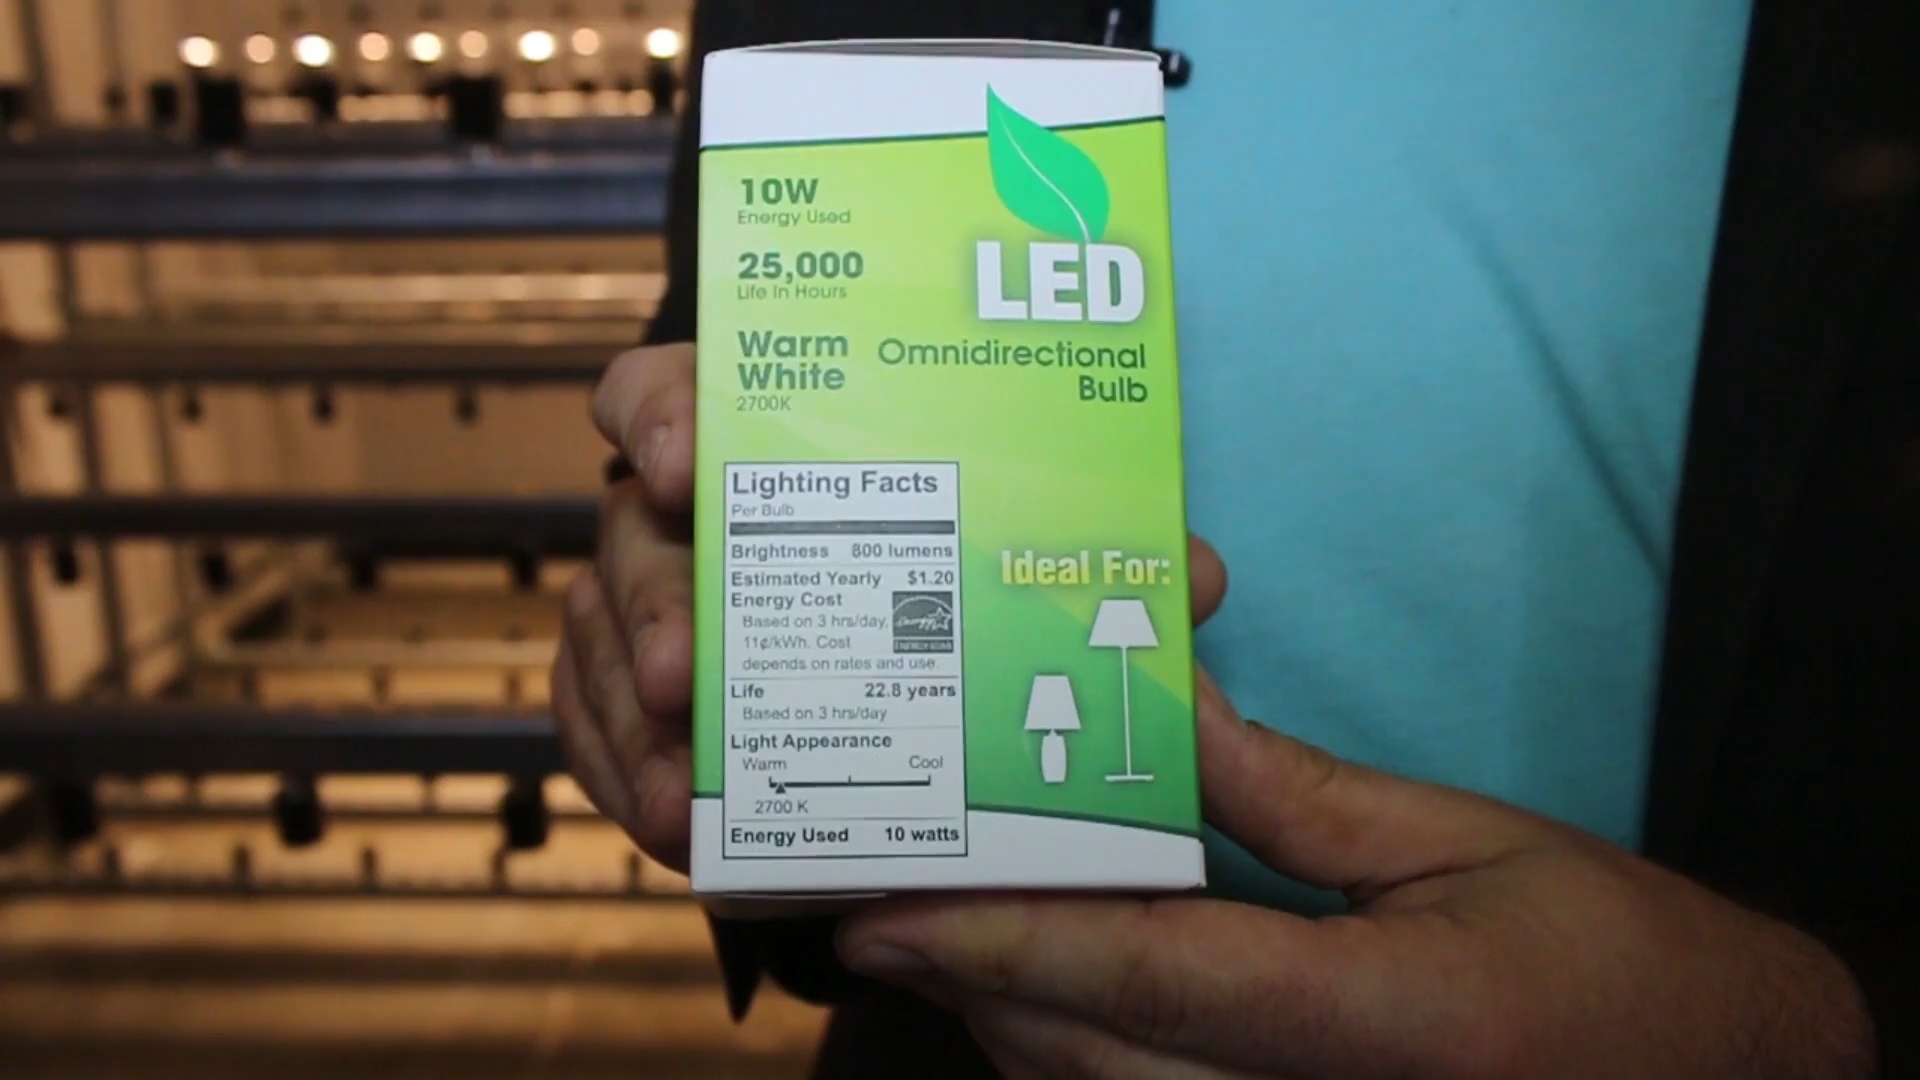 10W
Energy Used
25,000
Life In Hours
Warm
White
2700K
LED
Omnidirectional
Bulb
Lighting Facts
Per Bulb
Brightness 800 lumens
Estimated Yearly $1.20
Energy Cost
Based on 3 hrs/day,
11¢/kWh. Cost
depends on rates and use.
Life 22.8 years
Based on 3 hrs/day
Light Appearance
Warm Cool
2700 K
Energy Used 10 watts
Ideal For: